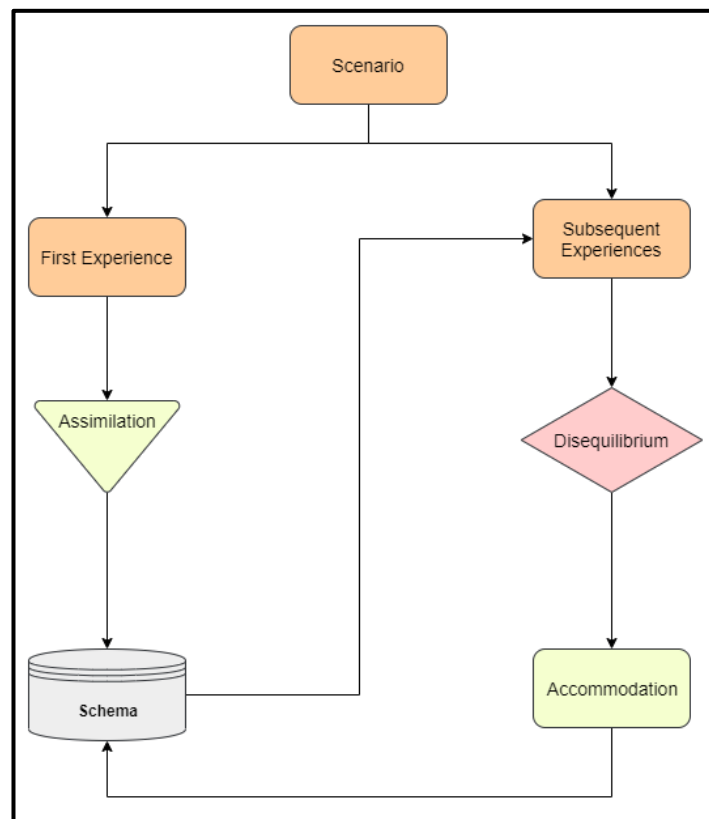 Scenario
First Experience
Subsequent
Experiences
Assimilation
Disequilibrium
Schema
Accommodation